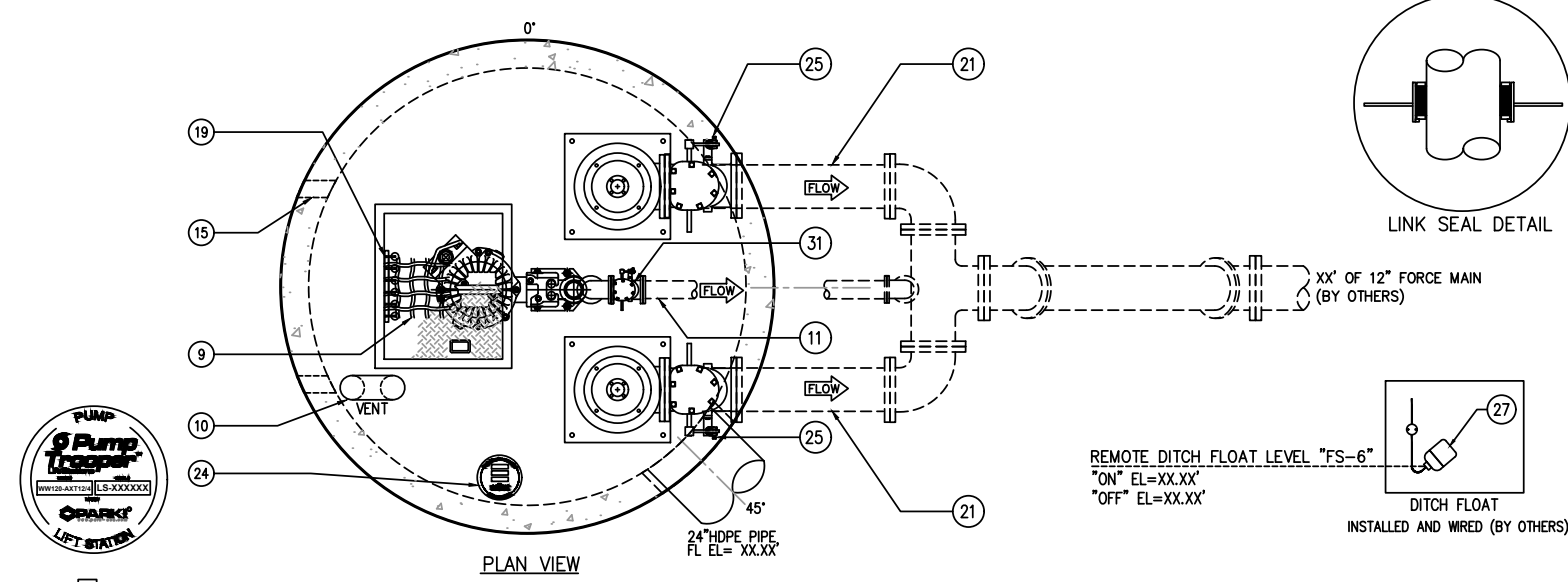 0°
25
21
19
FLOW
15
LINK SEAL DETAIL
31
FLOW
XX' OF 12" FORCE MAIN
(BY OTHERS)
9
11
FLOW
VENT
10
25
27
PUMP
Pump
Trooper
WW120-AXT12/4 LS-XXXXXX
PARK
LIFT STATION
24
45°
21
REMOTE DITCH FLOAT LEVEL "FS-6"
"ON" EL=XX.XX'
"OFF" EL=XX.XX'
DITCH FLOAT
INSTALLED AND WIRED (BY OTHERS)
24"HDPE PIPE
FL EL= XX.XX'
PLAN VIEW